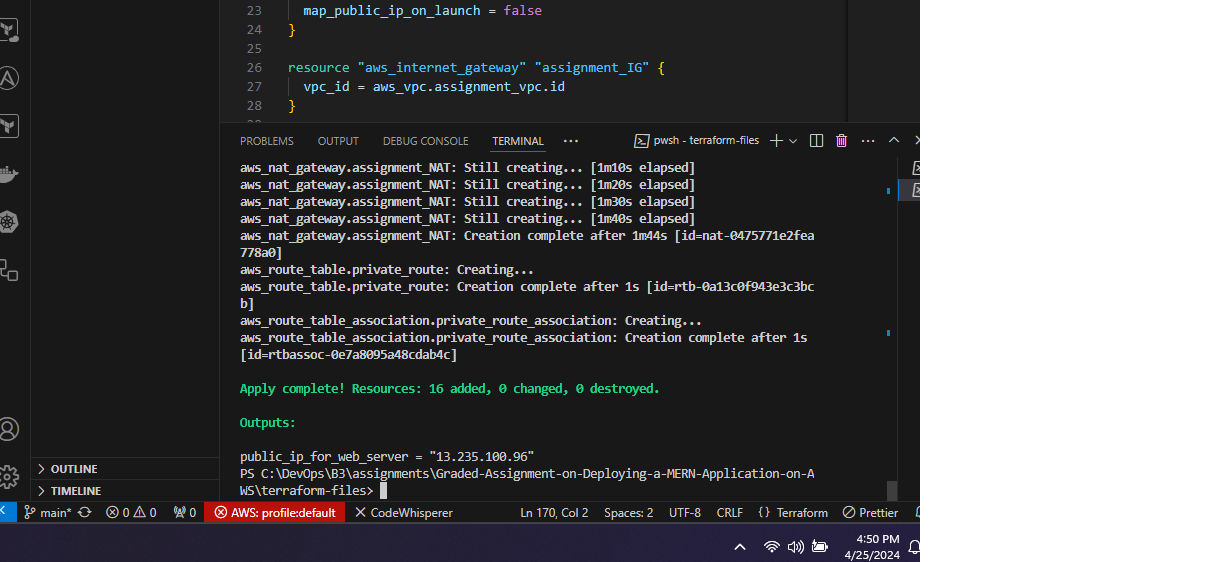 23 map_public_ip_on_launch = false
24 }
25
26 resource "aws_internet_gateway" "assignment_IG" {
27 vpc_id = aws_vpc.assignment_vpc.id
28 }
PROBLEMS OUTPUT DEBUG CONSOLE TERMINAL ... pwsh - terraform-files
aws_nat_gateway.assignment_NAT: Still creating... [1m10s elapsed]
aws_nat_gateway.assignment_NAT: Still creating... [1m20s elapsed]
aws_nat_gateway.assignment_NAT: Still creating... [1m30s elapsed]
aws_nat_gateway.assignment_NAT: Still creating... [1m40s elapsed]
aws_nat_gateway.assignment_NAT: Creation complete after 1m44s [id=nat-0475771e2fea
778a0]
aws_route_table.private_route: Creating...
aws_route_table.private_route: Creation complete after 1s [id=rtb-0a13c0f943e3c3bc
b]
aws_route_table_association.private_route_association: Creating...
aws_route_table_association.private_route_association: Creation complete after 1s
[id=rtbassoc-0e7a8095a48cdab4c]
Apply complete! Resources: 16 added, 0 changed, 0 destroyed.
Outputs:
public_ip_for_web_server = "13.235.100.96"
PS C:\DevOps\B3\assignments\Graded-Assignment-on-Deploying-a-MERN-Application-on-A
WS\terraform-files>
OUTLINE
TIMELINE
main* 0 0 0 AWS: profile:default CodeWhisperer Ln 170, Col 2 Spaces: 2 UTF-8 CRLF {} Terraform Prettier
4:50 PM
4/25/2024